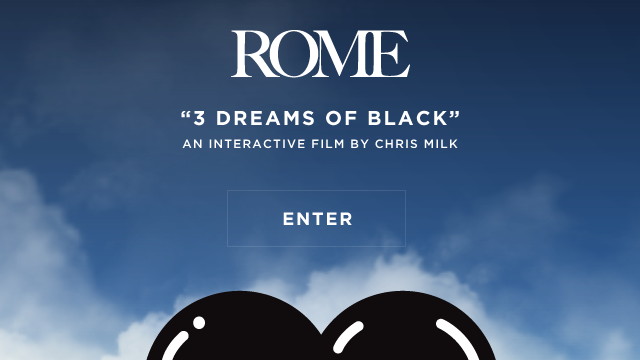 ROME
“3 DREAMS OF BLACK”
AN INTERACTIVE FILM BY CHRIS MILK
ENTER